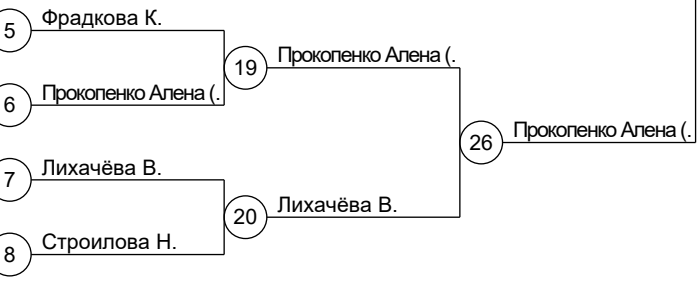 5 Фрадкова К.
19 Прокопенко Алена (.
6 Прокопенко Алена (.
26 Прокопенко Алена (.
7 Лихачёва В.
20 Лихачёва В.
8 Строилова Н.